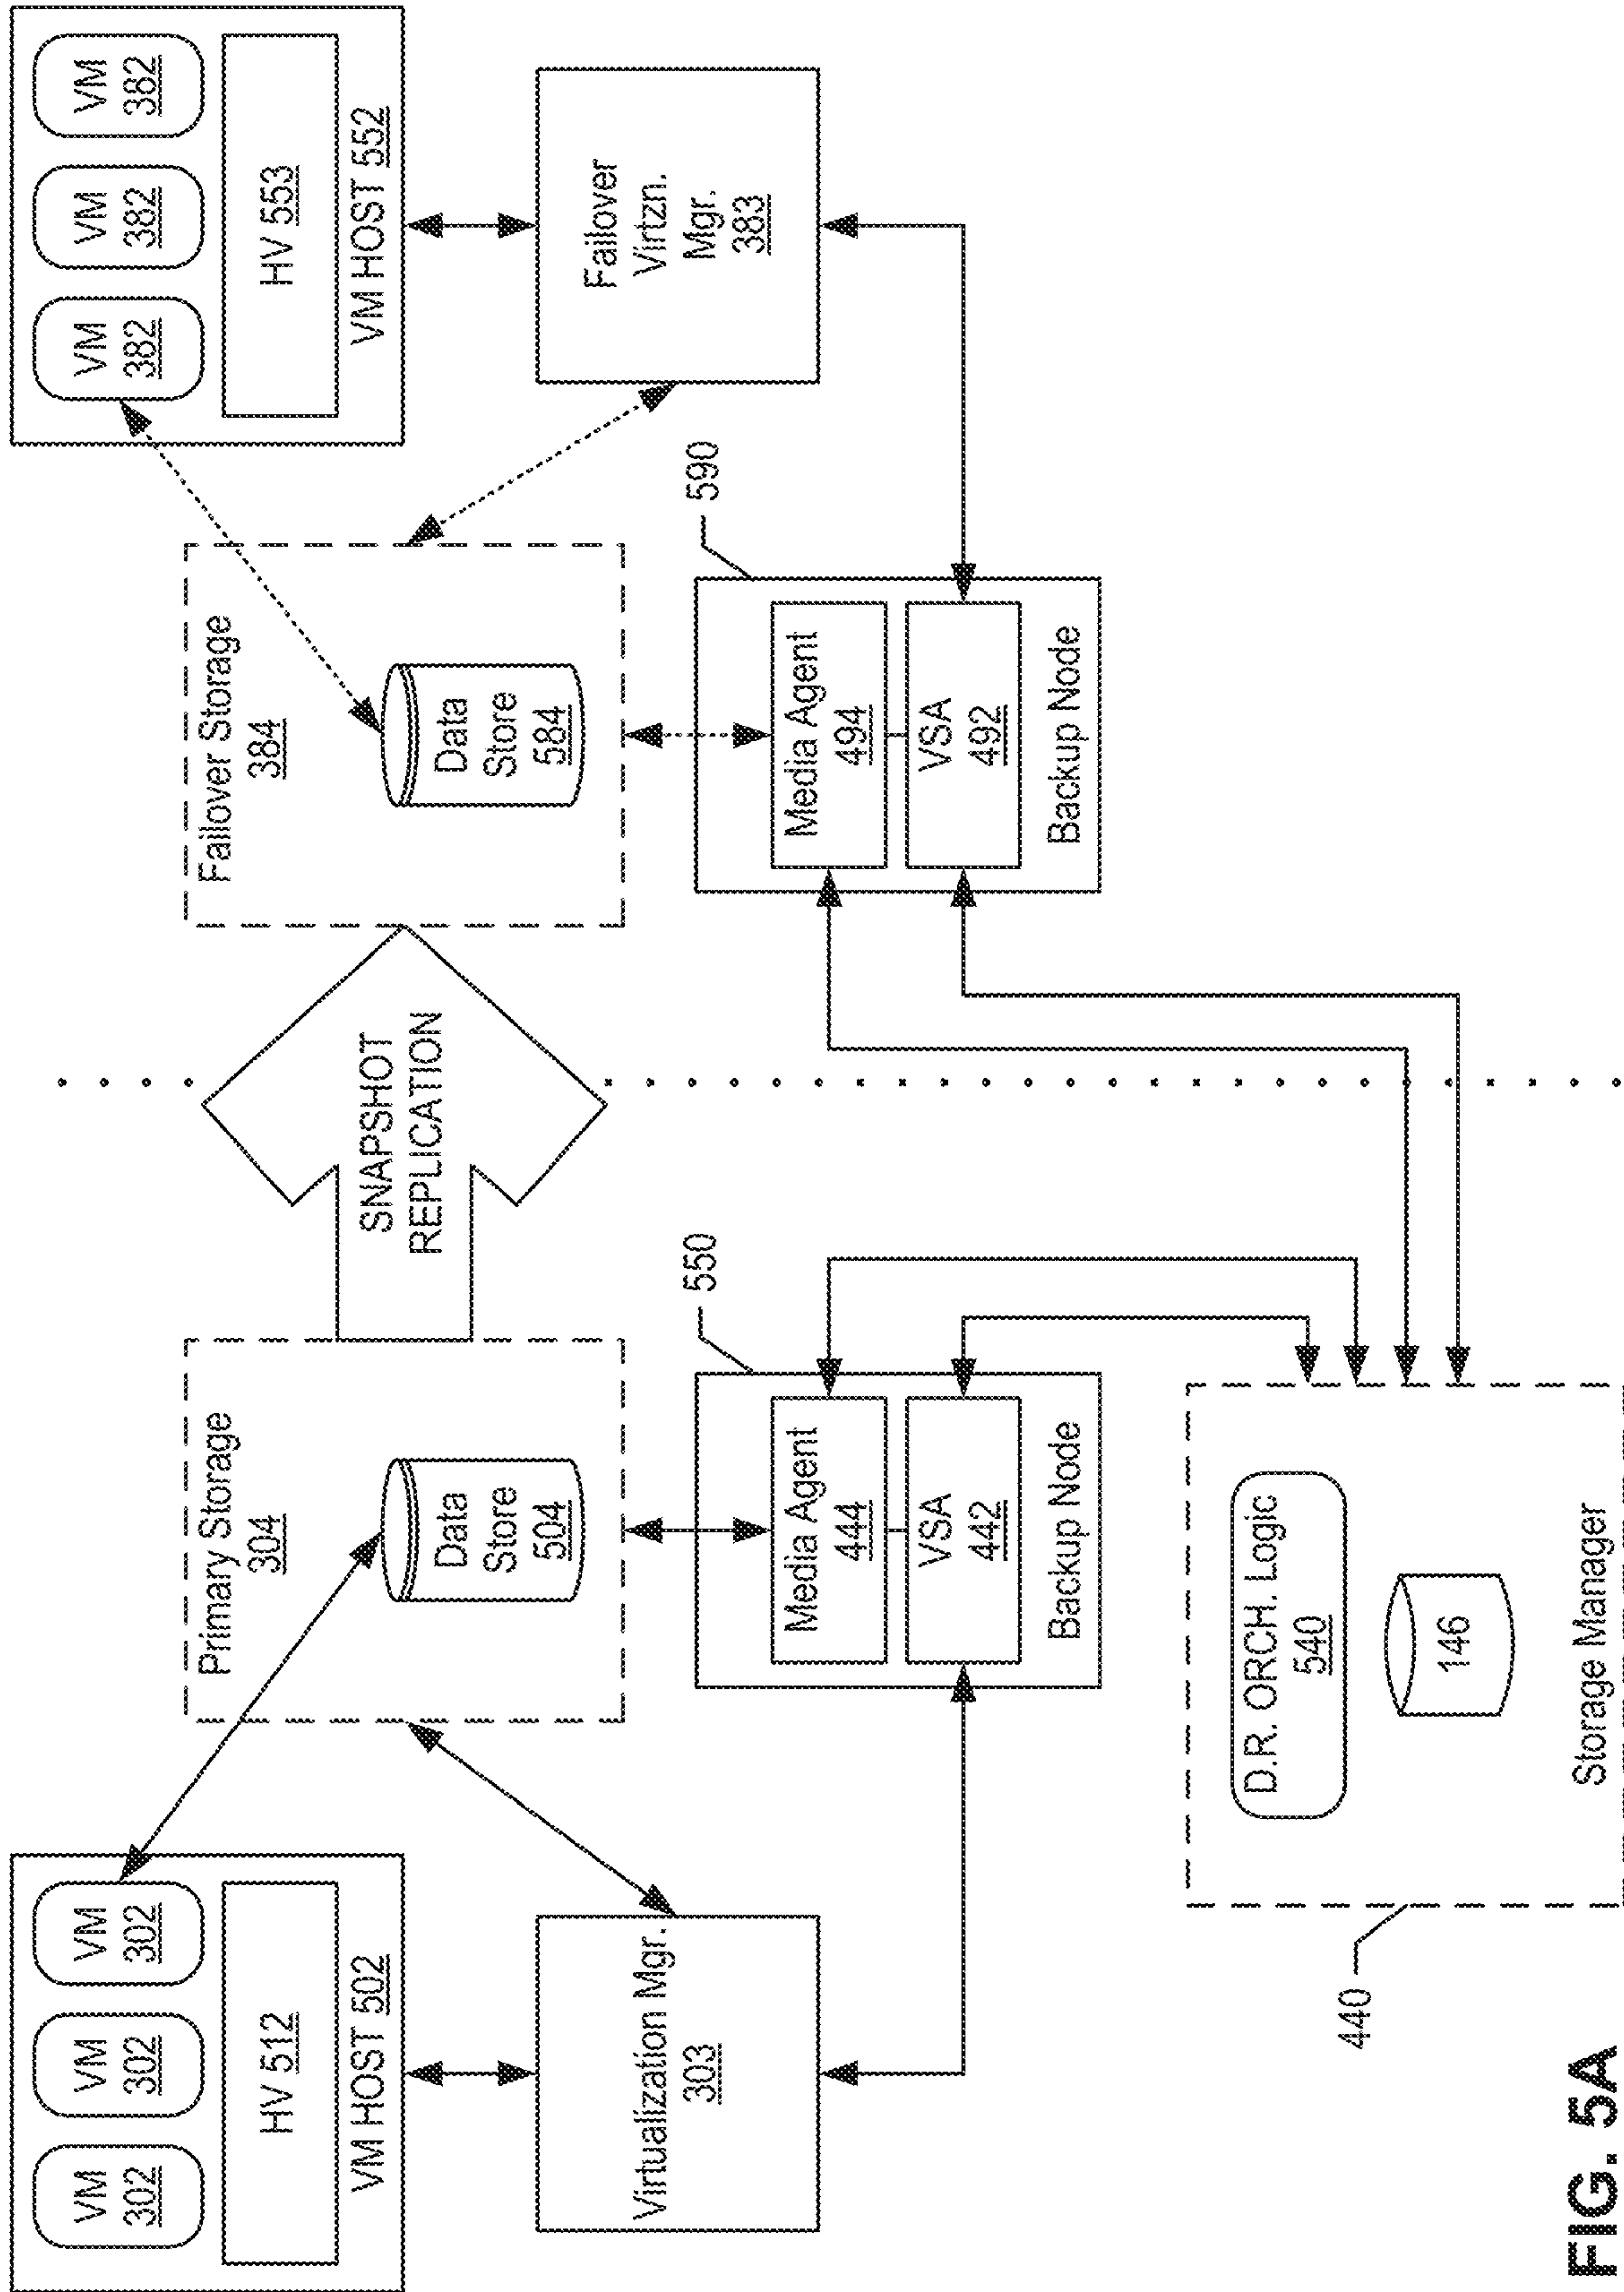 VM
302
VM
302
VM
302
HV 512
VM HOST 502
Virtualization Mgr.
303
Primary Storage
304
Data
Store
504
550
Media Agent
444
VSA
442
Backup Node
SNAPSHOT
REPLICATION
Failover Storage
384
Data
Store
584
590
Media Agent
494
VSA
492
Backup Node
VM
382
VM
382
VM
382
HV 553
VM HOST 552
Failover
Virtzn.
Mgr.
383
440
D.R. ORCH. Logic
540
146
Storage Manager
FIG. 5A